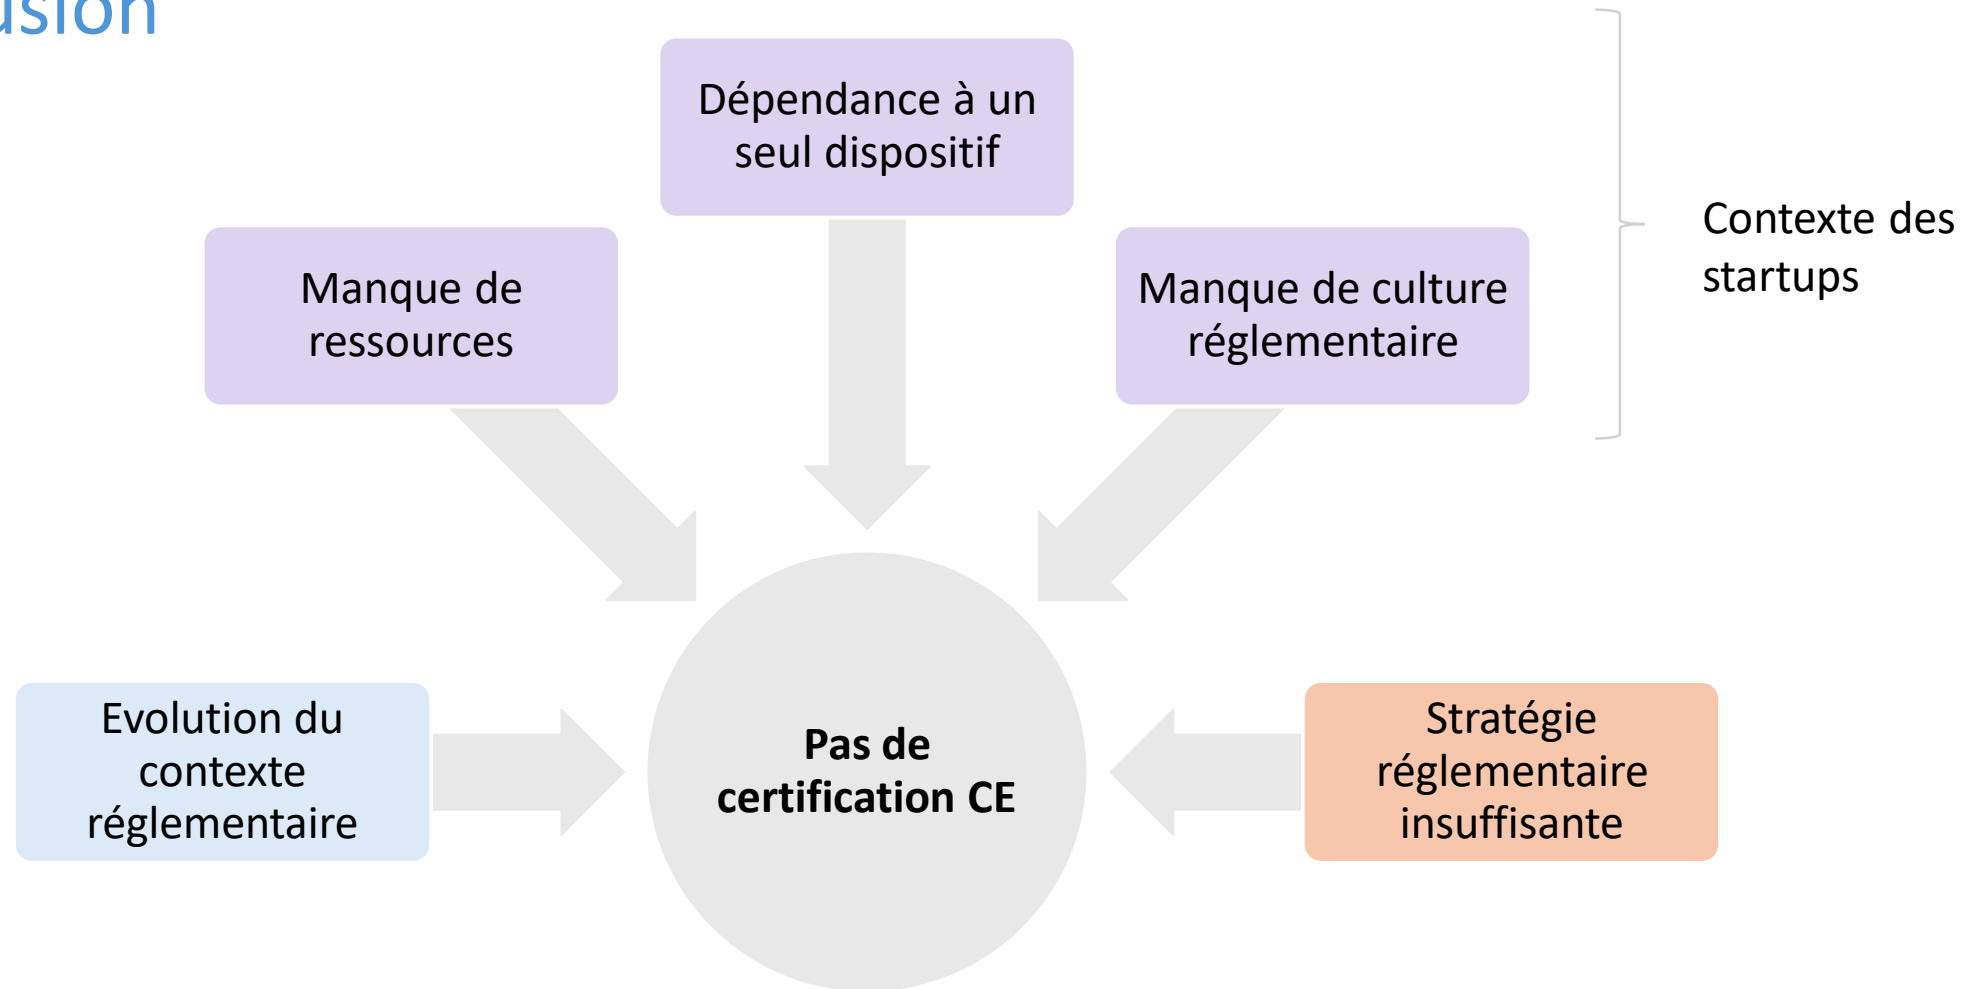 usion
Dépendance à un
seul dispositif
Contexte des
startups
Manque de
ressources
Manque de culture
réglementaire
Evolution du
contexte
réglementaire
Pas de
certification CE
Stratégie
réglementaire
insuffisante